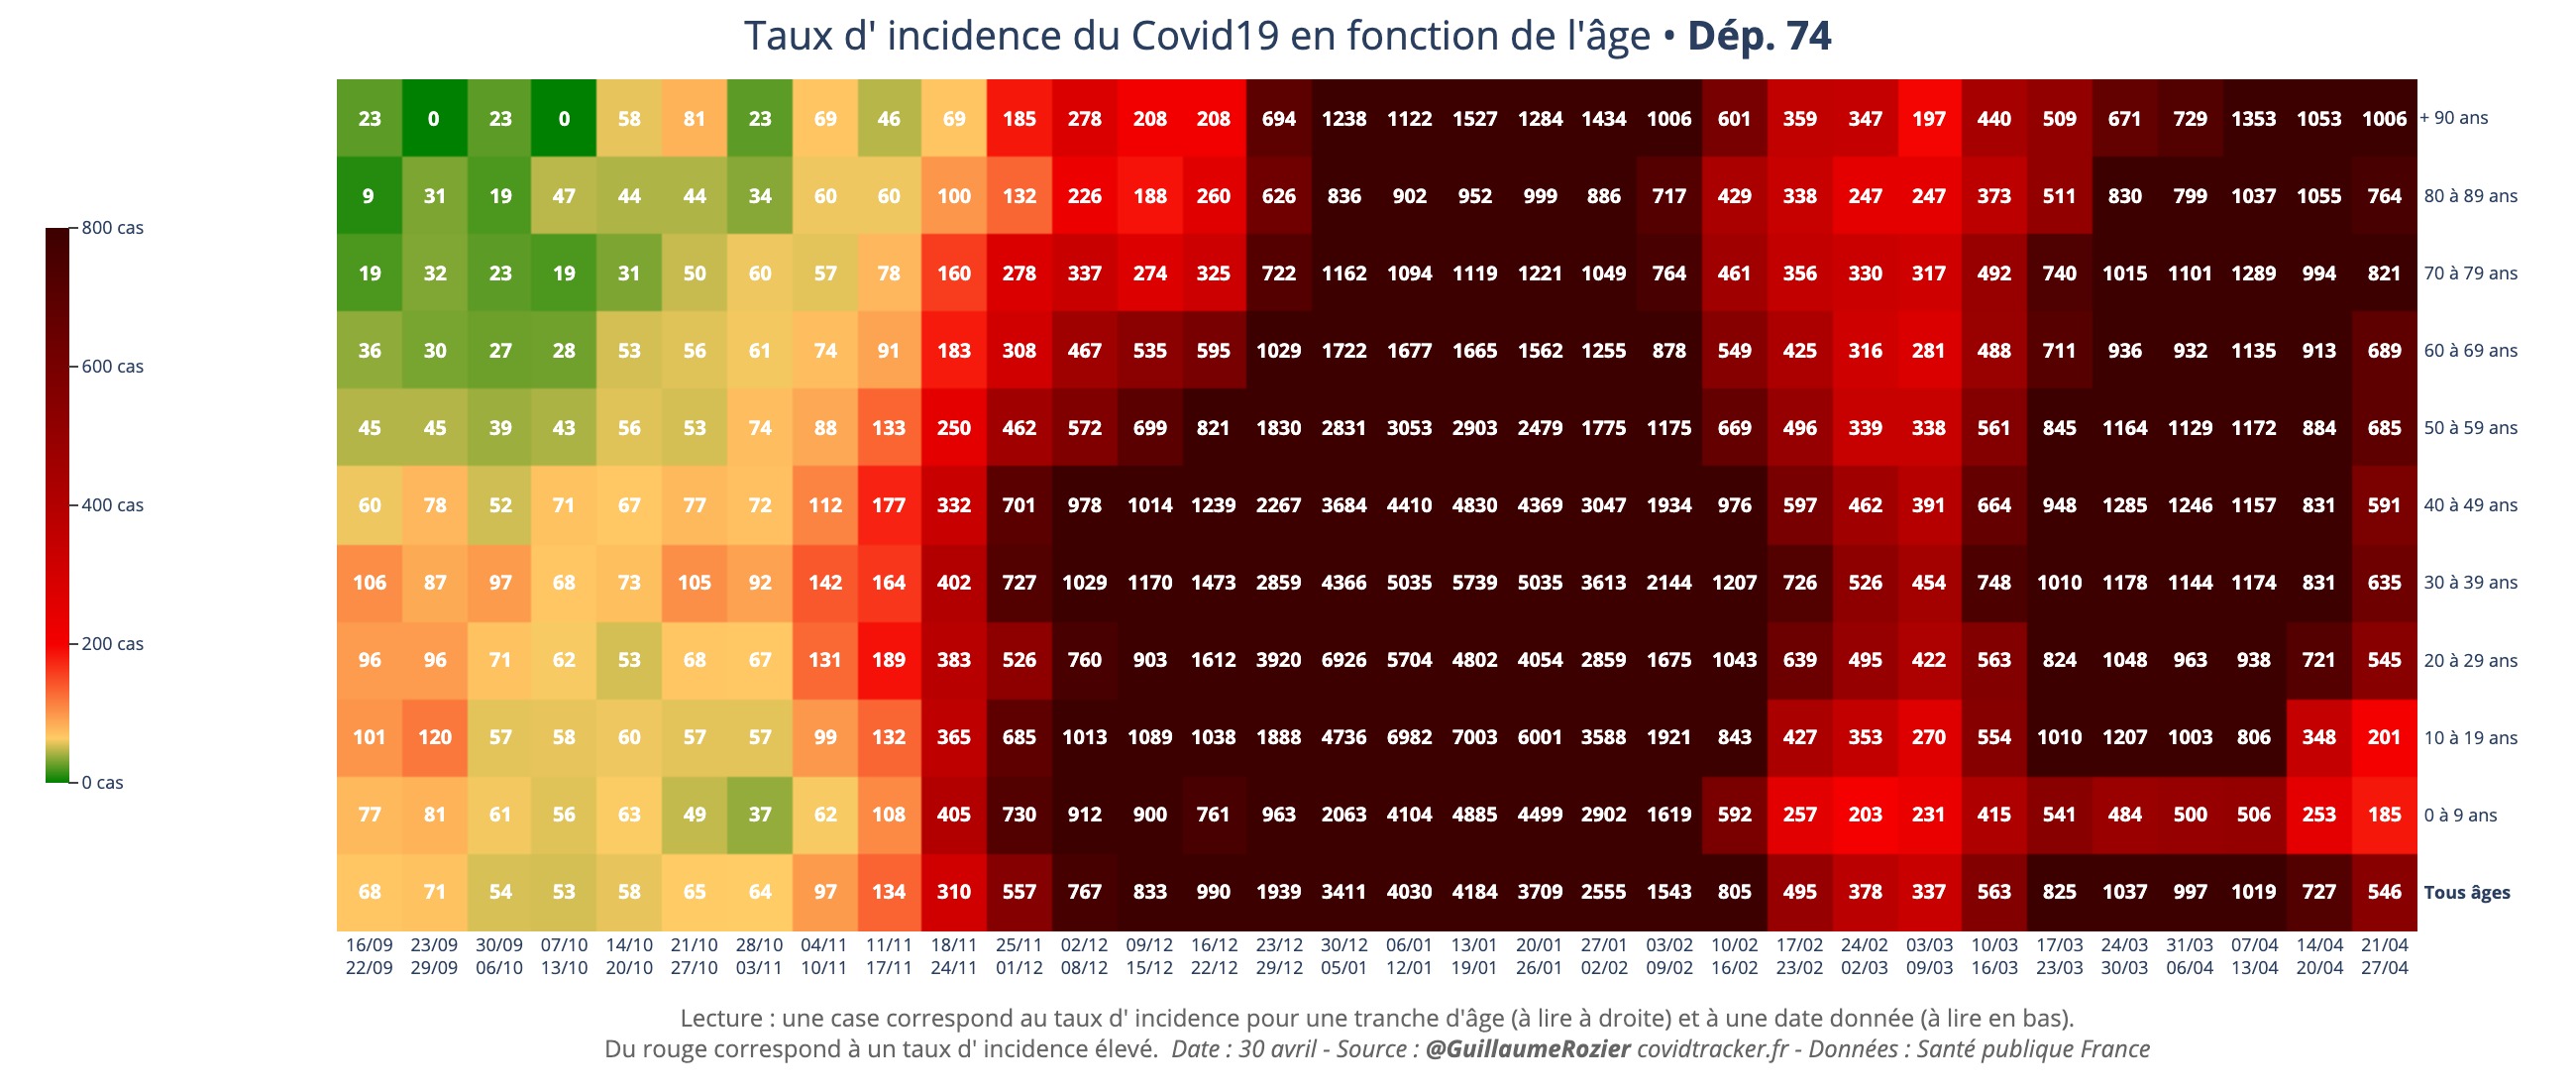 Taux d' incidence du Covid19 en fonction de l'âge • Dép. 74
800 cas
600 cas
400 cas
200 cas
0 cas
23 0 23 0 58 81 23 69 46 69 185 278 208 208 694 1238 1122 1527 1284 1434 1006 601 359 347 197 440 509 671 729 1353 1053 1006 + 90 ans
9 31 19 47 44 44 34 60 60 100 132 226 188 260 626 836 902 952 999 886 717 429 338 247 247 373 511 830 799 1037 1055 764 80 à 89 ans
19 32 23 19 31 50 60 57 78 160 278 337 274 325 722 1162 1094 1119 1221 1049 764 461 356 330 317 492 740 1015 1101 1289 994 821 70 à 79 ans
36 30 27 28 53 56 61 74 91 183 308 467 535 595 1029 1722 1677 1665 1562 1255 878 549 425 316 281 488 711 936 932 1135 913 689 60 à 69 ans
45 45 39 43 56 53 74 88 133 250 462 572 699 821 1830 2831 3053 2903 2479 1775 1175 669 496 339 338 561 845 1164 1129 1172 884 685 50 à 59 ans
60 78 52 71 67 77 72 112 177 332 701 978 1014 1239 2267 3684 4410 4830 4369 3047 1934 976 597 462 391 664 948 1285 1246 1157 831 591 40 à 49 ans
106 87 97 68 73 105 92 142 164 402 727 1029 1170 1473 2859 4366 5035 5739 5035 3613 2144 1207 726 526 454 748 1010 1178 1144 1174 831 635 30 à 39 ans
96 96 71 62 53 68 67 131 189 383 526 760 903 1612 3920 6926 5704 4802 4054 2859 1675 1043 639 495 422 563 824 1048 963 938 721 545 20 à 29 ans
101 120 57 58 60 57 57 99 132 365 685 1013 1089 1038 1888 4736 6982 7003 6001 3588 1921 843 427 353 270 554 1010 1207 1003 806 348 201 10 à 19 ans
77 81 61 56 63 49 37 62 108 405 730 912 900 761 963 2063 4104 4885 4499 2902 1619 592 257 203 231 415 541 484 500 506 253 185 0 à 9 ans
68 71 54 53 58 65 64 97 134 310 557 767 833 990 1939 3411 4030 4184 3709 2555 1543 805 495 378 337 563 825 1037 997 1019 727 546 Tous âges
16/09 23/09 30/09 07/10 14/10 21/10 28/10 04/11 11/11 18/11 25/11 02/12 09/12 16/12 23/12 30/12 06/01 13/01 20/01 27/01 03/02 10/02 17/02 24/02 03/03 10/03 17/03 24/03 31/03 07/04 14/04 21/04
22/09 29/09 06/10 13/10 20/10 27/10 03/11 10/11 17/11 24/11 01/12 08/12 15/12 22/12 29/12 05/01 12/01 19/01 26/01 02/02 09/02 16/02 23/02 02/03 09/03 16/03 23/03 30/03 06/04 13/04 20/04 27/04
Lecture : une case correspond au taux d' incidence pour une tranche d'âge (à lire à droite) et à une date donnée (à lire en bas).
Du rouge correspond à un taux d' incidence élevé. Date : 30 avril - Source : @GuillaumeRozier covidtracker.fr - Données : Santé publique France